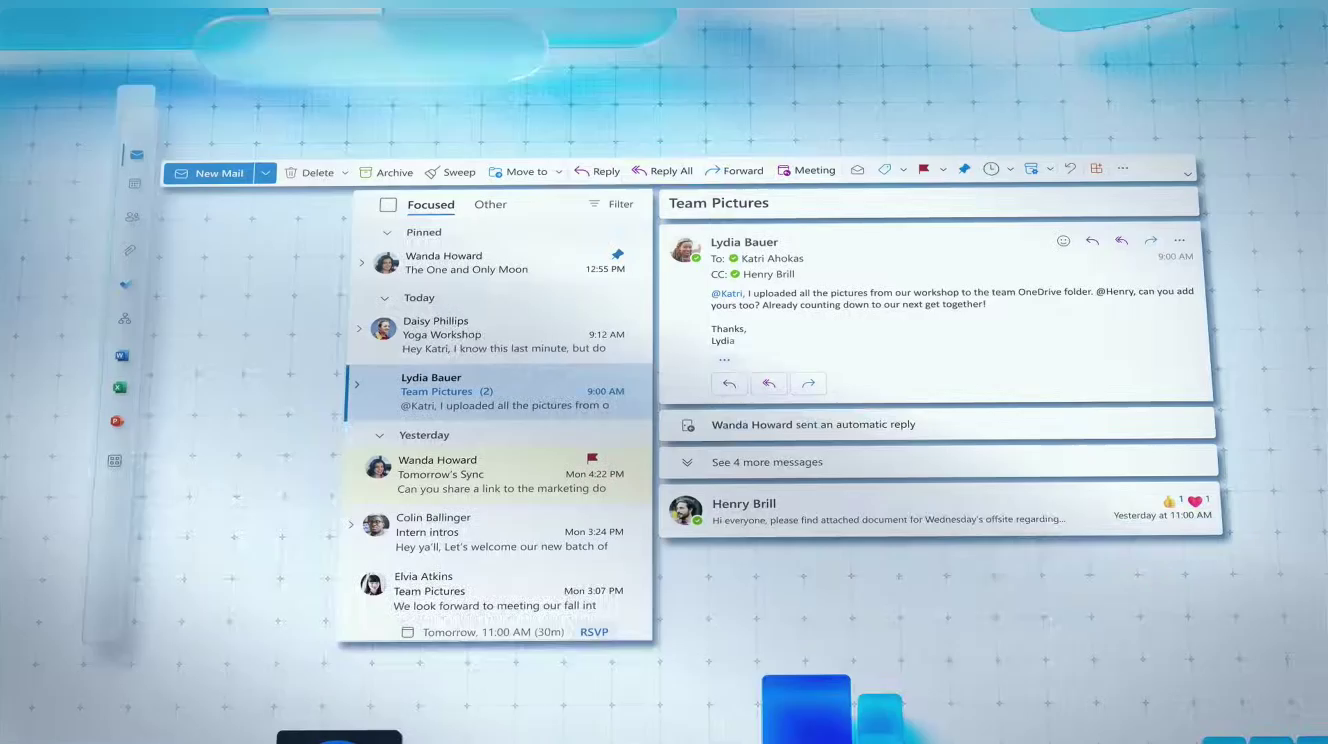 New Mail
Delete
Archive
Sweep
Move to
Reply
Reply All
Forward
Meeting
Focused
Other
Filter
Pinned
Wanda Howard
The One and Only Moon
12:55 PM
Today
Daisy Phillips
Yoga Workshop
9:12 AM
Hey Katri, I know this last minute, but do
Lydia Bauer
Team Pictures (2)
9:00 AM
@Katri, I uploaded all the pictures from o
Yesterday
Wanda Howard
Tomorrow's Sync
Mon 4:22 PM
Can you share a link to the marketing do
Colin Ballinger
Intern intros
Mon 3:24 PM
Hey ya'll, Let's welcome our new batch of
Elvia Atkins
Team Pictures
Mon 3:07 PM
We look forward to meeting our fall int
Tomorrow, 11:00 AM (30m)
RSVP
Team Pictures
Lydia Bauer
To: Katri Ahokas
9:00 AM
CC: Henry Brill
@Katri, I uploaded all the pictures from our workshop to the team OneDrive folder. @Henry, can you add
yours too? Already counting down to our next get together!
Thanks,
Lydia
Wanda Howard sent an automatic reply
See 4 more messages
Henry Brill
1
1
Hi everyone, please find attached document for Wednesday's offsite regarding...
Yesterday at 11:00 AM